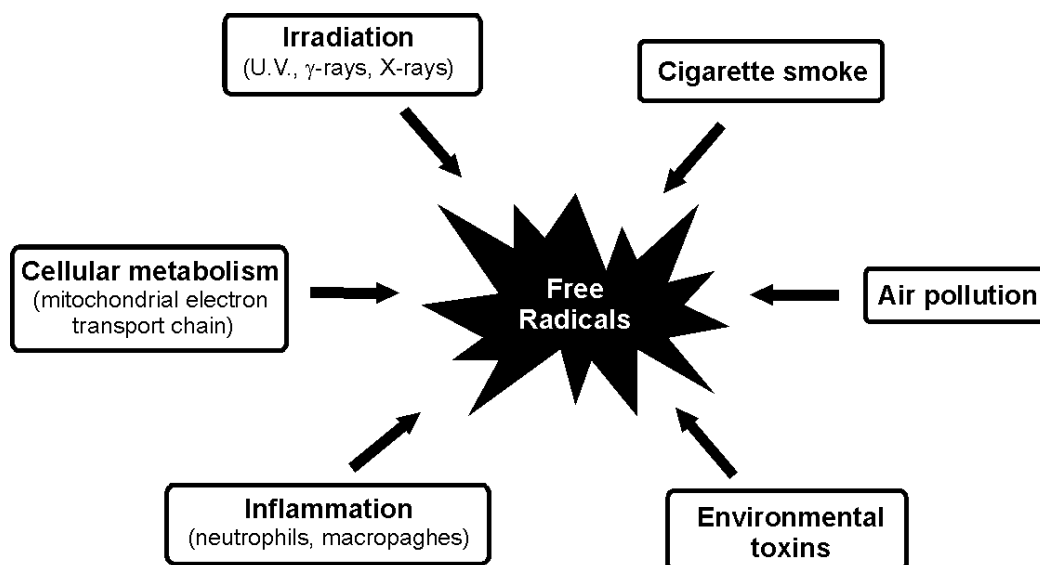 Irradiation
(U.V., γ-rays, X-rays)
Cigarette smoke
Cellular metabolism
(mitochondrial electron
transport chain)
Free
Radicals
Air pollution
Inflammation
(neutrophils, macropaghes)
Environmental
toxins